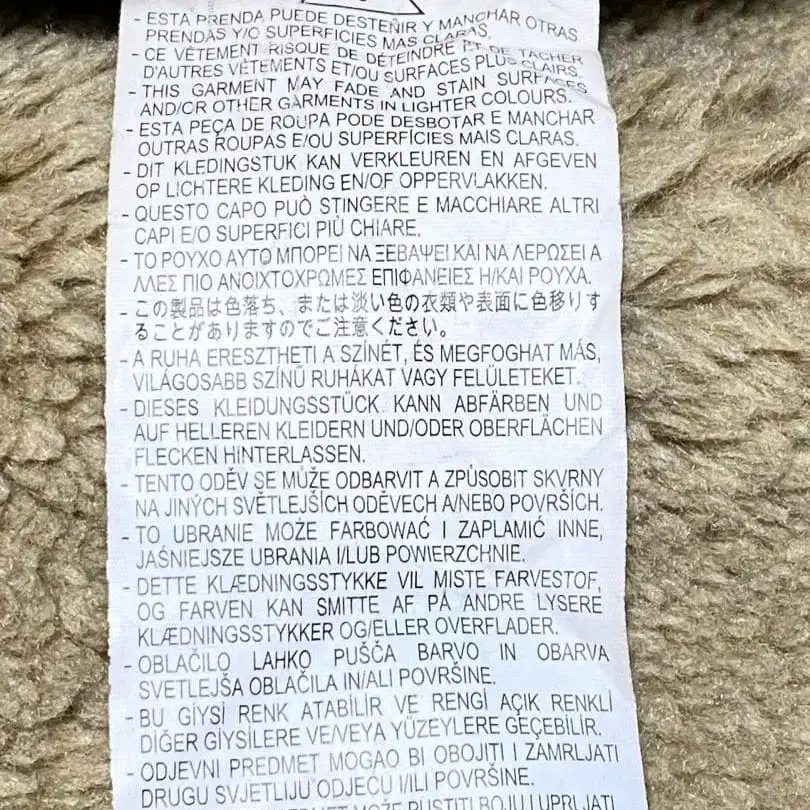 - ESTA PRENDA PUEDE DESTEÑIR Y MANCHAR OTRAS
PRENDAS Y/O SUPERFICIES MAS CLARAS.
- CE VÊTEMENT RISQUE DE DÉTEINDRE ET DE TACHER
D'AUTRES VÊTEMENTS ET/OU SURFACES PLUS CLAIRS.
- THIS GARMENT MAY FADE AND STAIN SURFACES
AND/OR OTHER GARMENTS IN LIGHTER COLOURS.
- ESTA PEÇA DE ROUPA PODE DESBOTAR E MANCHAR
OUTRAS ROUPAS E/OU SUPERFÍCIES MAIS CLARAS.
- DIT KLEDINGSTUK KAN VERKLEUREN EN AFGEVEN
OP LICHTERE KLEDING EN/OF OPPERVLAKKEN.
- QUESTO CAPO PUÒ STINGERE E MACCHIARE ALTRI
CAPI E/O SUPERFICI PIÙ CHIARE.
- ΤΟ ΡΟΥΧΟ ΑΥΤΟ ΜΠΟΡΕΙ ΝΑ ΞΕΒΑΨΕΙ ΚΑΙ ΝΑ ΛΕΡΩΣΕΙ Α
ΛΛΕΣ ΠΙΟ ΑΝΟΙΧΤΟΧΡΩΜΕΣ ΕΠΙΦΑΝΕΙΕΣ Η/ΚΑΙ ΡΟΥΧΑ.
- この製品は色落ち、または淡い色の衣類や表面に色移りす
ることがありますのでご注意ください。
- A RUHA ERESZTHETI A SZÍNÉT, ÉS MEGFOGHAT MÁS,
VILÁGOSABB SZÍNŰ RUHÁKAT VAGY FELÜLETEKET.
- DIESES KLEIDUNGSSTÜCK KANN ABFÄRBEN UND
AUF HELLEREN KLEIDERN UND/ODER OBERFLÄCHEN
FLECKEN HINTERLASSEN.
- TENTO ODĚV SE MŮŽE ODBARVIT A ZPŮSOBIT SKVRNY
NA JINÝCH SVĚTLEJŠÍCH ODĚVECH A/NEBO POVRŠÍCH.
- TO UBRANIE MOŻE FARBOWAĆ I ZAPLAMIĆ INNE,
JAŚNIEJSZE UBRANIA I/LUB POWIERZCHNIE.
- DETTE KLÆDNINGSSTYKKE VIL MISTE FARVESTOF,
OG FARVEN KAN SMITTE AF PÅ ANDRE LYSERE
KLÆDNINGSSTYKKER OG/ELLER OVERFLADER.
- OBLAČILO LAHKO PUŠČA BARVO IN OBARVA
SVETLEJŠA OBLAČILA IN/ALI POVRŠINE.
- BU GİYSİ RENK ATABİLİR VE RENGİ AÇIK RENKLİ
DİĞER GİYSİLERE VE/VEYA YÜZEYLERE GEÇEBİLİR.
- ODJEVNI PREDMET MOGAO BI OBOJITI I ZAMRLJATI
DRUGU SVJETLIJU ODJEĆU I/ILI POVRŠINE.
MOŽE PUSTITI BOJU I UPRLJATI